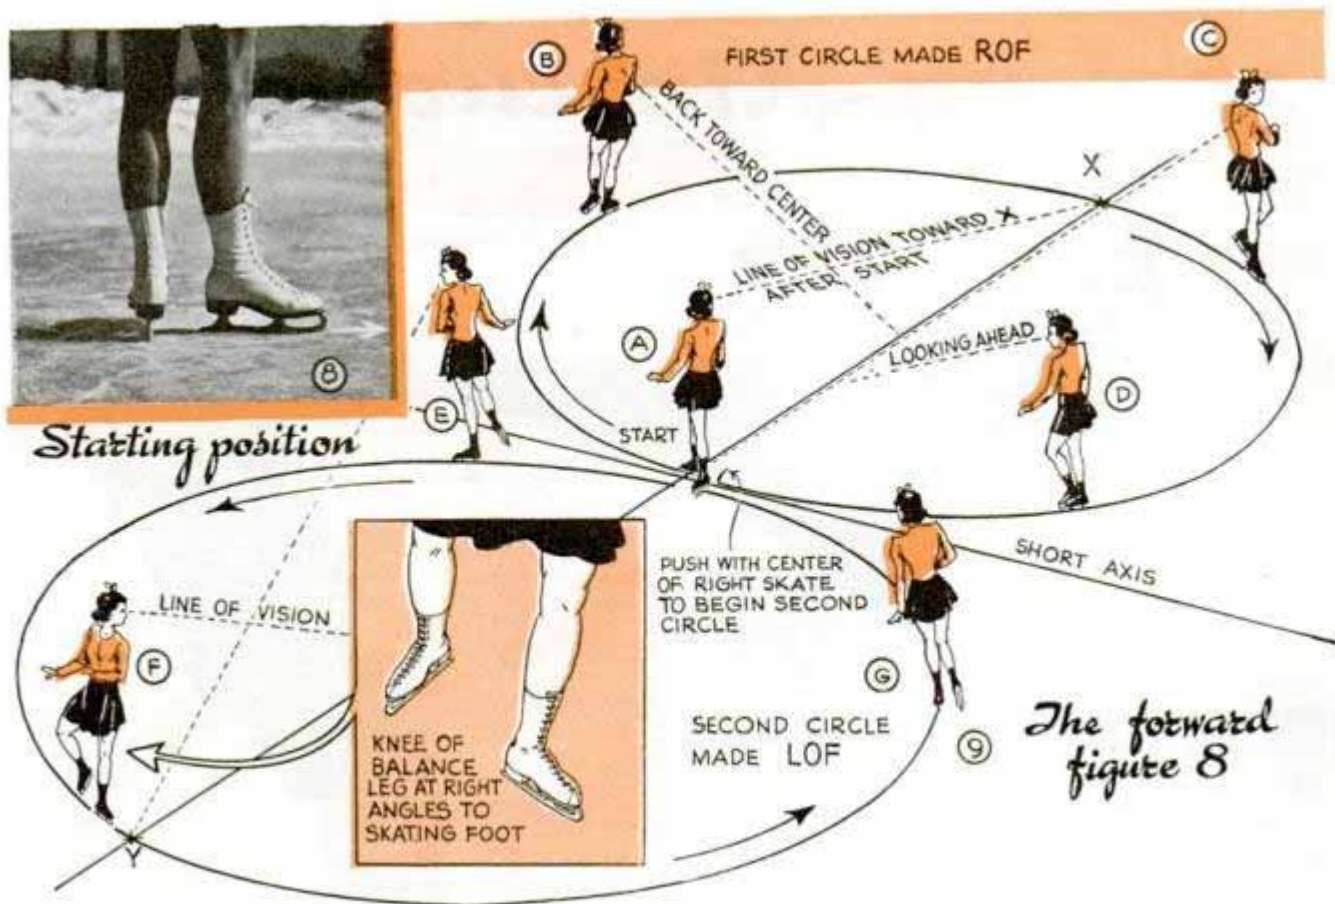 B
FIRST CIRCLE MADE ROF
C
BACK TOWARD CENTER
X
LINE OF VISION TOWARD X
AFTER START
A
LOOKING AHEAD
D
8
E
START
Starting position
PUSH WITH CENTER
OF RIGHT SKATE
TO BEGIN SECOND
CIRCLE
SHORT AXIS
LINE OF VISION
F
G
KNEE OF
BALANCE
LEG AT RIGHT
ANGLES TO
SKATING FOOT
SECOND CIRCLE
MADE LOF
9
The forward
figure 8
Y